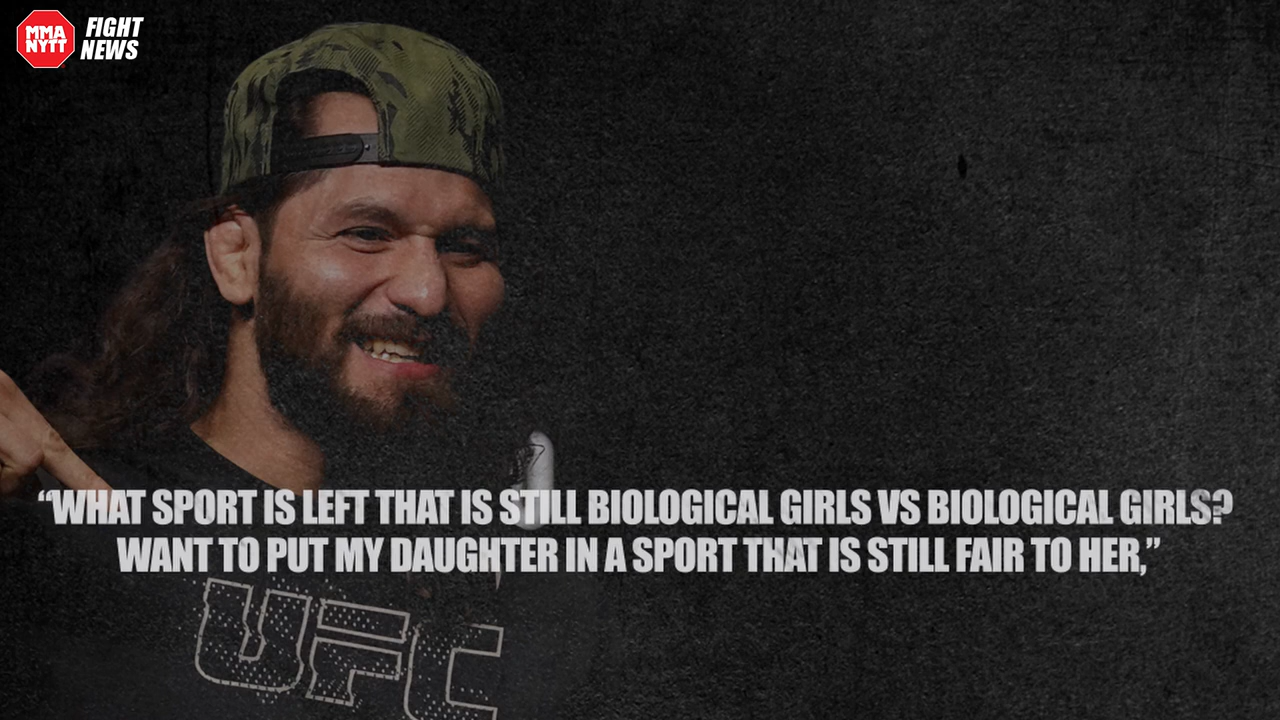 MMA
NYTT
FIGHT
NEWS
“WHAT SPORT IS LEFT THAT IS STILL BIOLOGICAL GIRLS VS BIOLOGICAL GIRLS?
WANT TO PUT MY DAUGHTER IN A SPORT THAT IS STILL FAIR TO HER,”
UFC